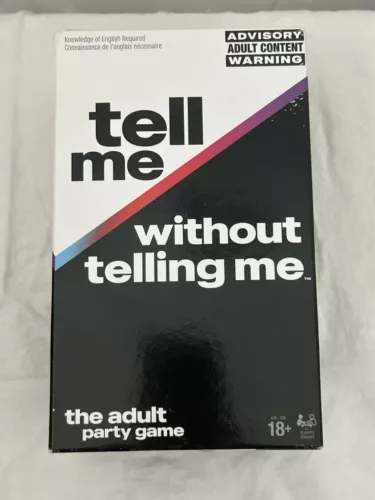 Knowledge of English Required
Connaissance de l'anglais nécessaire
ADVISORY
ADULT CONTENT
WARNING
tell
me
without
telling me™
the adult
party game
18+